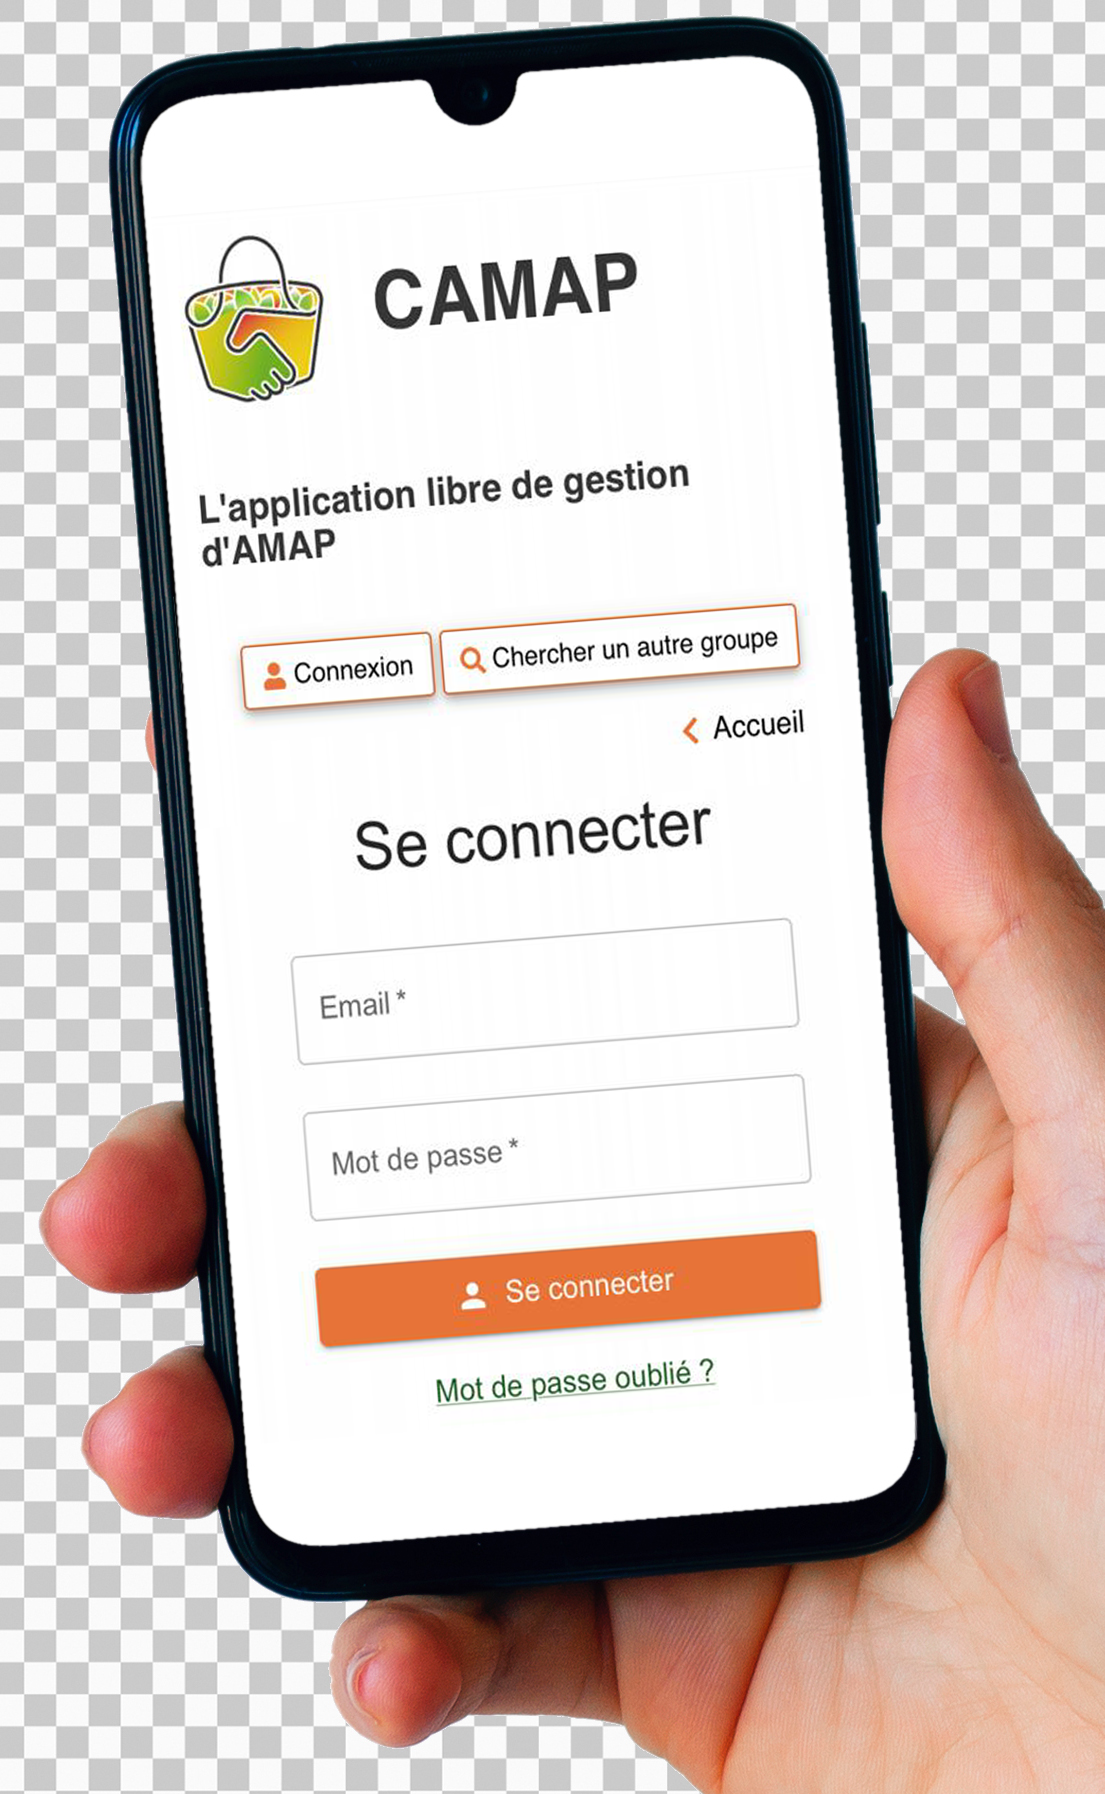 CAMAP
L'application libre de gestion
d'AMAP
Connexion
Chercher un autre groupe
Accueil
Se connecter
Email *
Mot de passe *
Se connecter
Mot de passe oublié ?